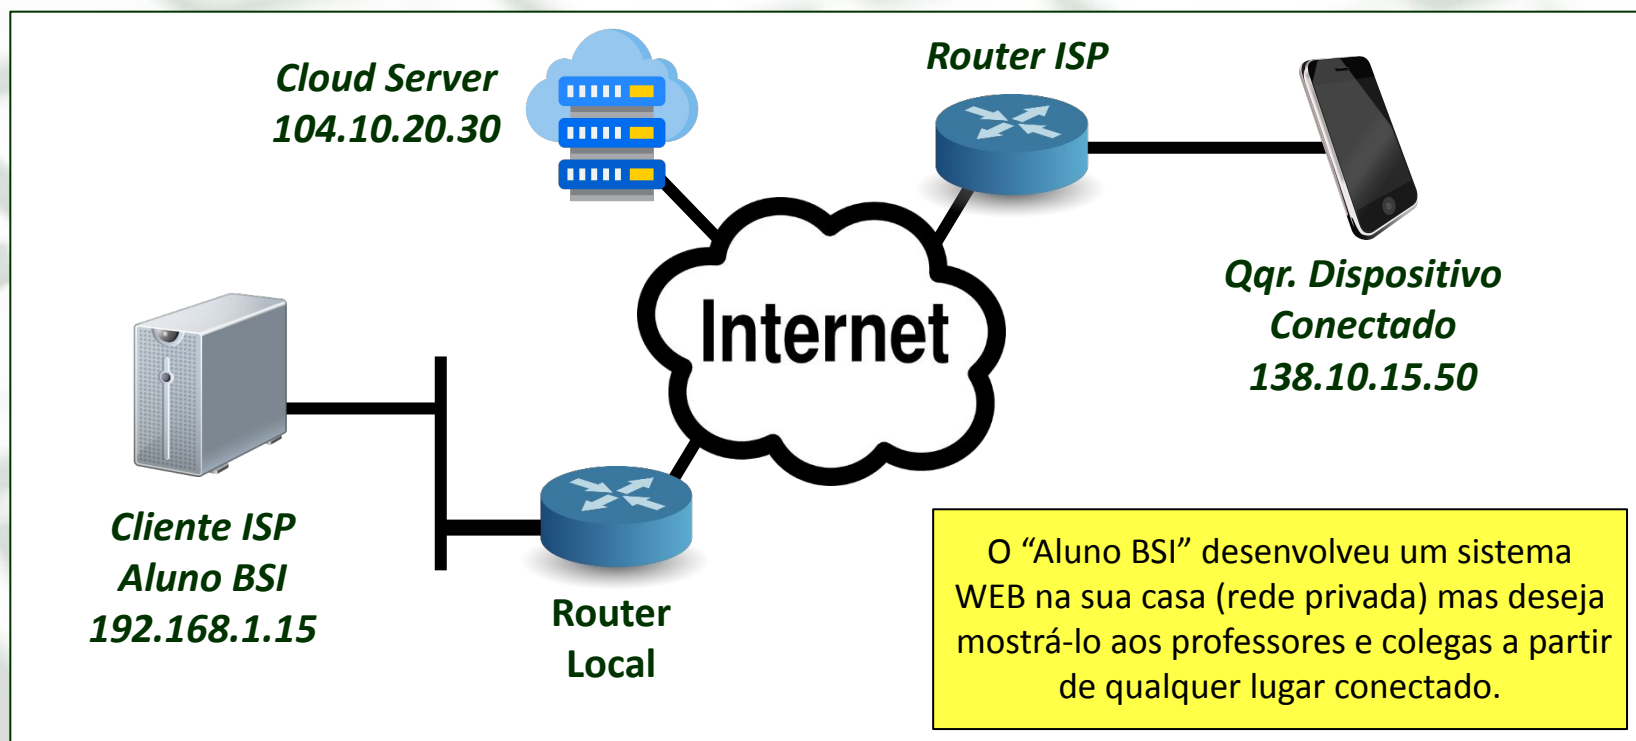 Cloud Server
104.10.20.30
Router ISP
Internet
Qqr. Dispositivo
Conectado
138.10.15.50
Cliente ISP
Aluno BSI
192.168.1.15
Router
Local
O “Aluno BSI” desenvolveu um sistema
WEB na sua casa (rede privada) mas deseja
mostrá-lo aos professores e colegas a partir
de qualquer lugar conectado.